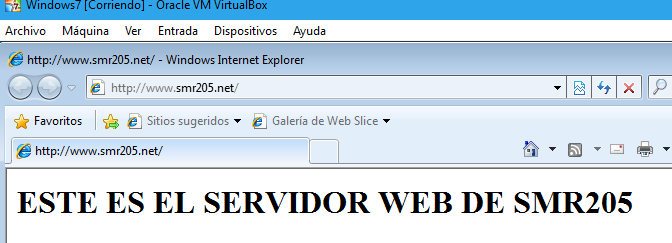 Windows7 [Corriendo] - Oracle VM VirtualBox
Archivo Máquina Ver Entrada Dispositivos Ayuda
http://www.smr205.net/ - Windows Internet Explorer
http://www.smr205.net/
Favoritos Sitios sugeridos Galería de Web Slice
http://www.smr205.net/
ESTE ES EL SERVIDOR WEB DE SMR205